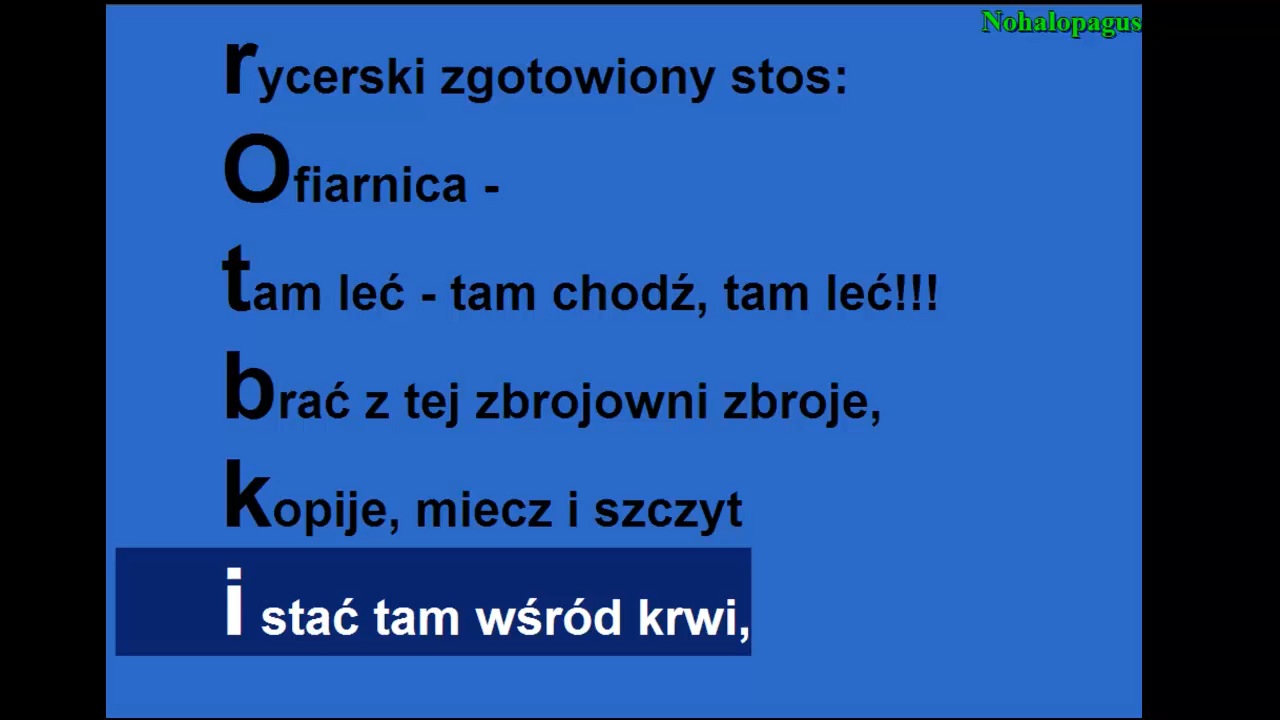 Nohalopagus
rycerski zgotowiony stos:
Ofiarnica -
tam leć - tam chodź, tam leć!!!
brać z tej zbrojowni zbroje,
kopije, miecz i szczyt
i stać tam wśród krwi,